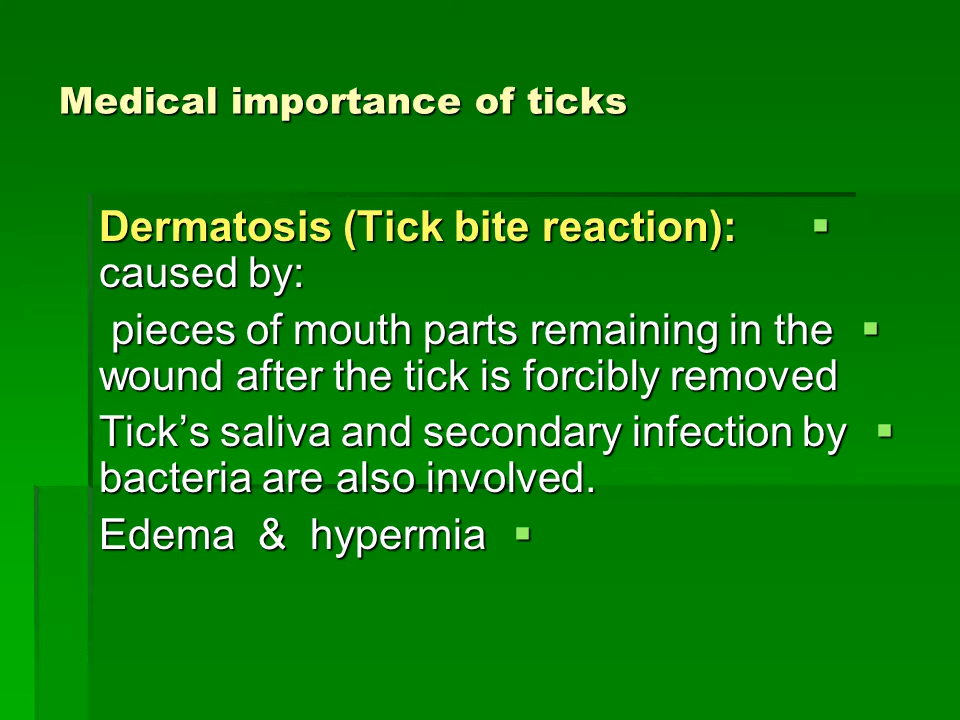 Medical importance of ticks
Dermatosis (Tick bite reaction): ▪
caused by:
pieces of mouth parts remaining in the ▪
wound after the tick is forcibly removed
Tick’s saliva and secondary infection by ▪
bacteria are also involved.
Edema & hypermia ▪